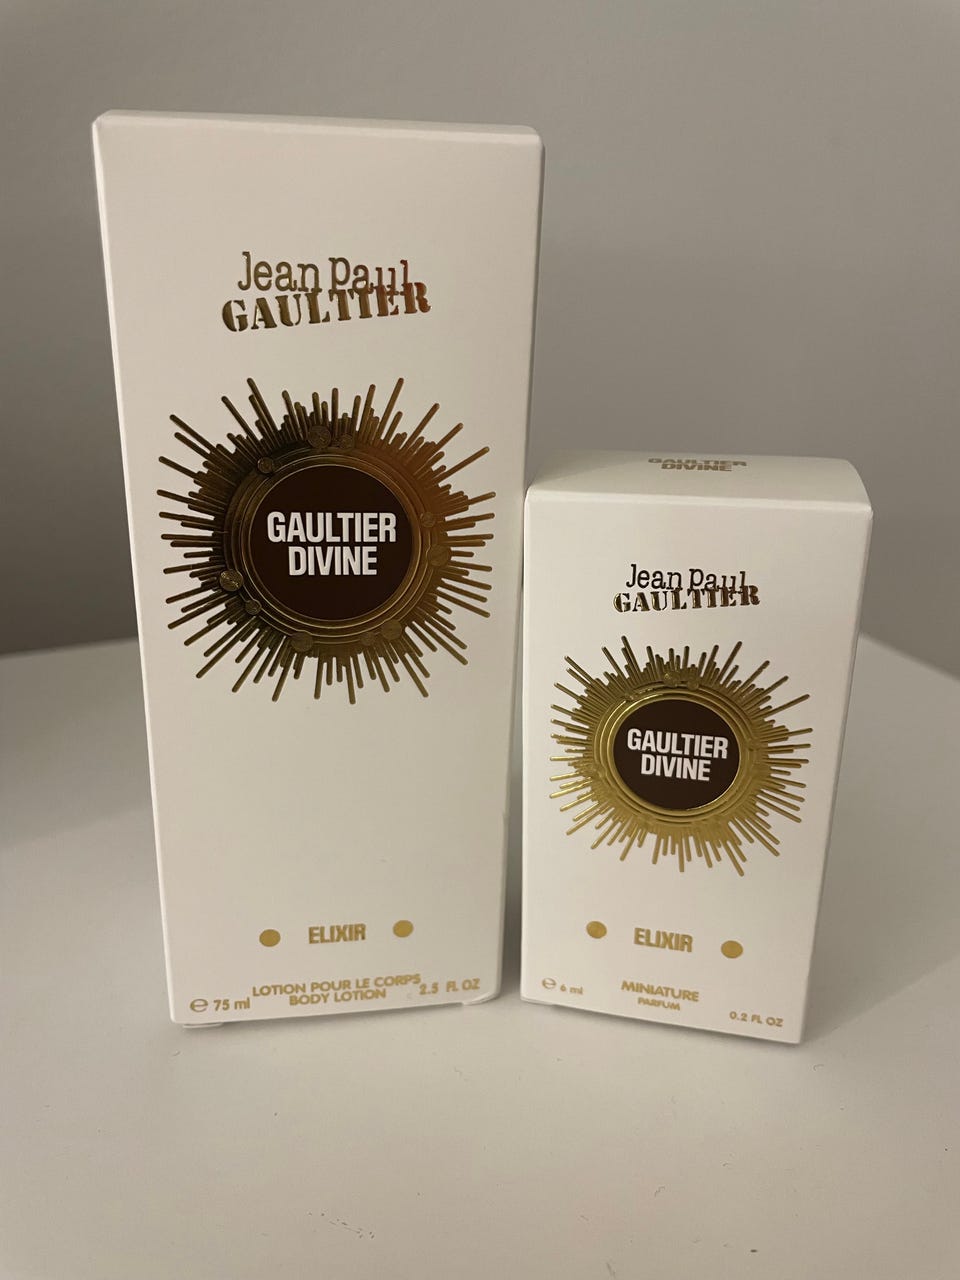 Jean Paul
GAULTIER
GAULTIER
DIVINE
ELIXIR
LOTION POUR LE CORPS
BODY LOTION
℮ 75 ml
2.5 FL OZ
GAULTIER
DIVINE
Jean Paul
GAULTIER
GAULTIER
DIVINE
ELIXIR
℮ 6 ml
MINIATURE
PARFUM
0.2 FL OZ